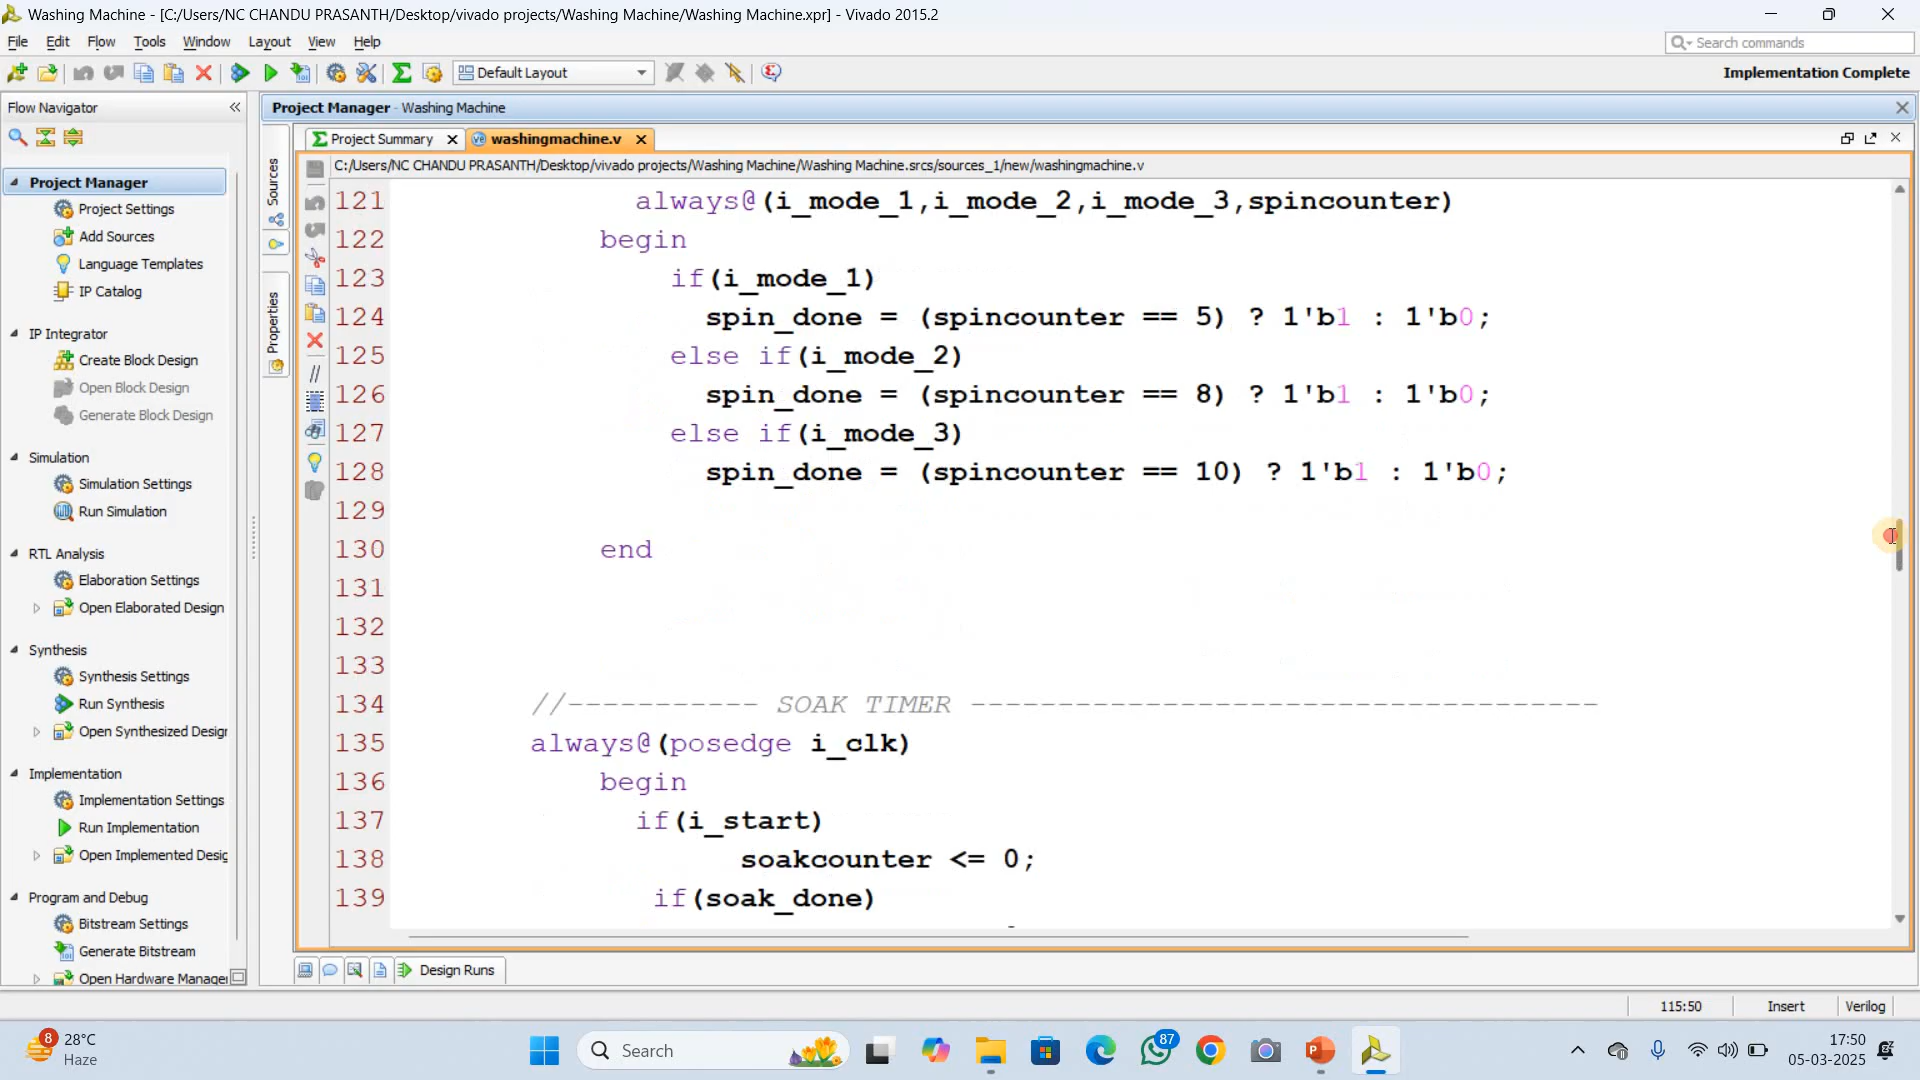 Washing Machine - [C:/Users/NC CHANDU PRASANTH/Desktop/vivado projects/Washing Machine/Washing Machine.xpr] - Vivado 2015.2
File Edit Flow Tools Window Layout View Help
Search commands
Default Layout
Implementation Complete
Flow Navigator
Project Manager - Washing Machine
Project Summary
washingmachine.v
C:/Users/NC CHANDU PRASANTH/Desktop/vivado projects/Washing Machine/Washing Machine.srcs/sources_1/new/washingmachine.v
Project Manager
Project Settings
Add Sources
Language Templates
IP Catalog
IP Integrator
Create Block Design
Open Block Design
Generate Block Design
Simulation
Simulation Settings
Run Simulation
RTL Analysis
Elaboration Settings
Open Elaborated Design
Synthesis
Synthesis Settings
Run Synthesis
Open Synthesized Desigr
Implementation
Implementation Settings
Run Implementation
Open Implemented Desig
Program and Debug
Bitstream Settings
Generate Bitstream
Open Hardware Manager
Sources
Properties
121 always@(i_mode_1,i_mode_2,i_mode_3,spincounter)
122 begin
123 if(i_mode_1)
124 spin_done = (spincounter == 5) ? 1'b1 : 1'b0;
125 else if(i_mode_2)
126 spin_done = (spincounter == 8) ? 1'b1 : 1'b0;
127 else if(i_mode_3)
128 spin_done = (spincounter == 10) ? 1'b1 : 1'b0;
129
130 end
131
132
133
134 //----------- SOAK TIMER ------------------------------------
135 always@(posedge i_clk)
136 begin
137 if(i_start)
138 soakcounter <= 0;
139 if(soak_done)
Design Runs
115:50 Insert Verilog
8
28°C
Haze
Search
87
17:50
05-03-2025